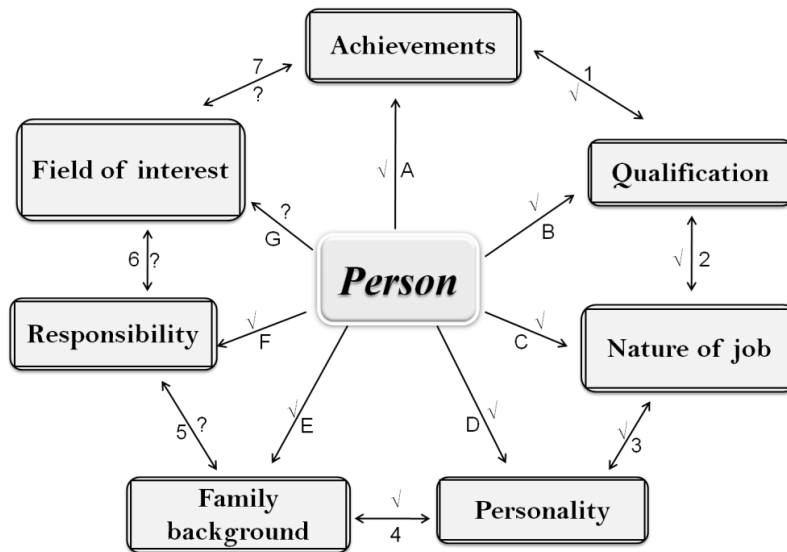 Achievements
7
?
1
√
Field of interest
Qualification
√ A
√
B
?
G
Person
6 ?
√ 2
Responsibility
√
F
√
C
Nature of job
5 ?
√
E
D √
√ 3
Family
background
√
4
Personality